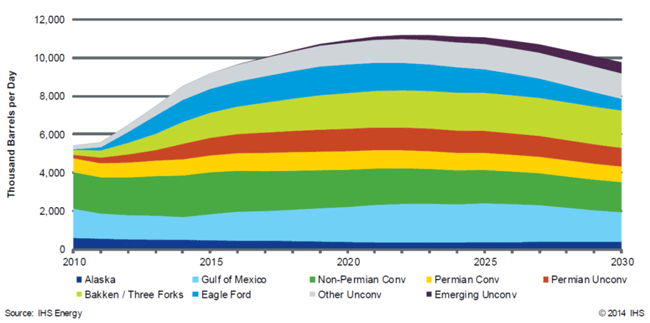 12,000
10,000
8,000
6,000
4,000
2,000
0
Thousand Barrels per Day
2010 2015 2020 2025 2030
Alaska Gulf of Mexico Non-Permian Conv Permian Conv Permian Unconv
Bakken / Three Forks Eagle Ford Other Unconv Emerging Unconv
Source: IHS Energy © 2014 IHS